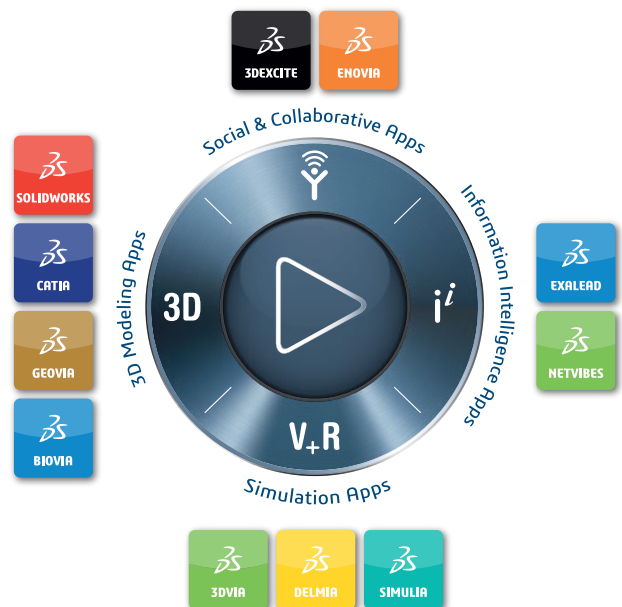 3DEXCITE
ENOVIA
Social & Collaborative Apps
SOLIDWORKS
CATIA
GEOVIA
BIOVIA
3D Modeling Apps
3D
Information Intelligence Apps
iⁱ
EXALEAD
NETVIBES
V+R
Simulation Apps
3DVIA
DELMIA
SIMULIA